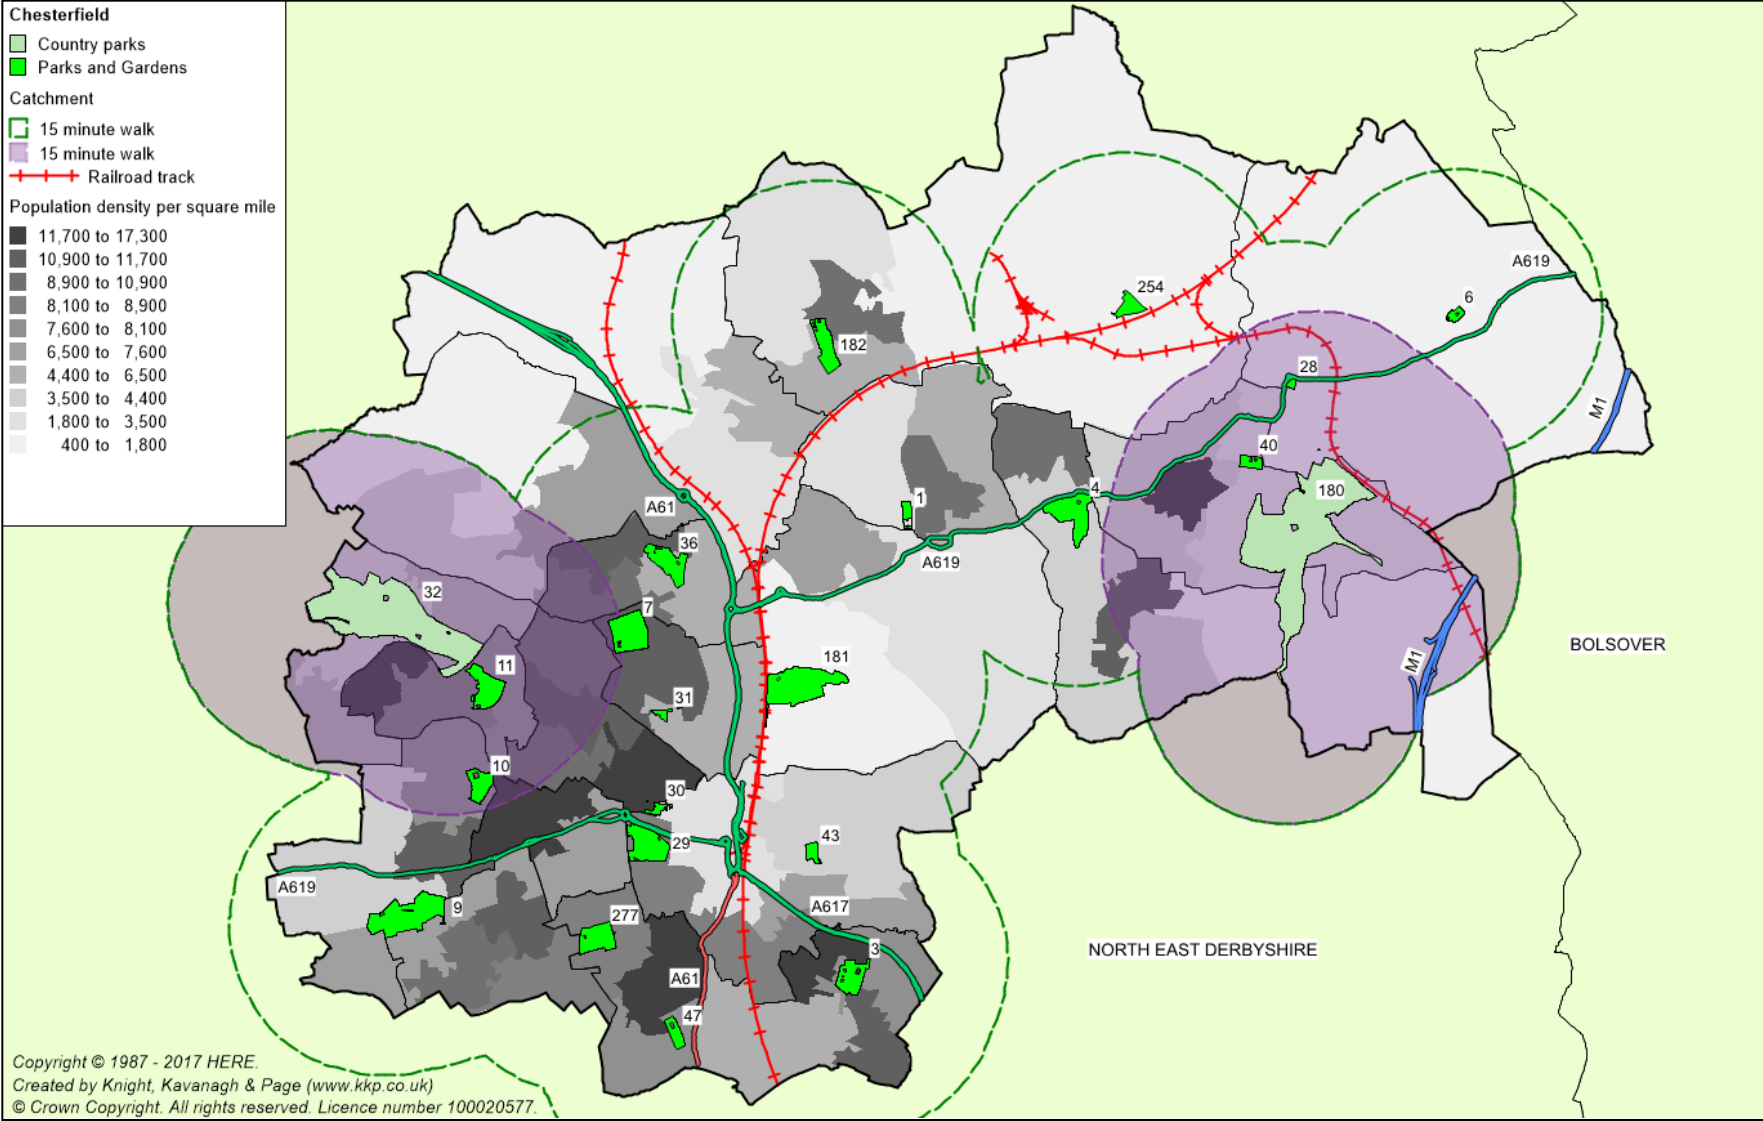 Chesterfield
Country parks
Parks and Gardens
Catchment
15 minute walk
15 minute walk
Railroad track
Population density per square mile
11,700 to 17,300
10,900 to 11,700
8,900 to 10,900
8,100 to 8,900
7,600 to 8,100
6,500 to 7,600
4,400 to 6,500
3,500 to 4,400
1,800 to 3,500
400 to 1,800
A619
254
6
182
28
M1
40
180
4
1
A61
36
A619
32
7
BOLSOVER
181
M1
11
31
10
30
43
29
A619
9
277
A617
3
NORTH EAST DERBYSHIRE
A61
47
Copyright © 1987 - 2017 HERE.
Created by Knight, Kavanagh & Page (www.kkp.co.uk)
© Crown Copyright. All rights reserved. Licence number 100020577.